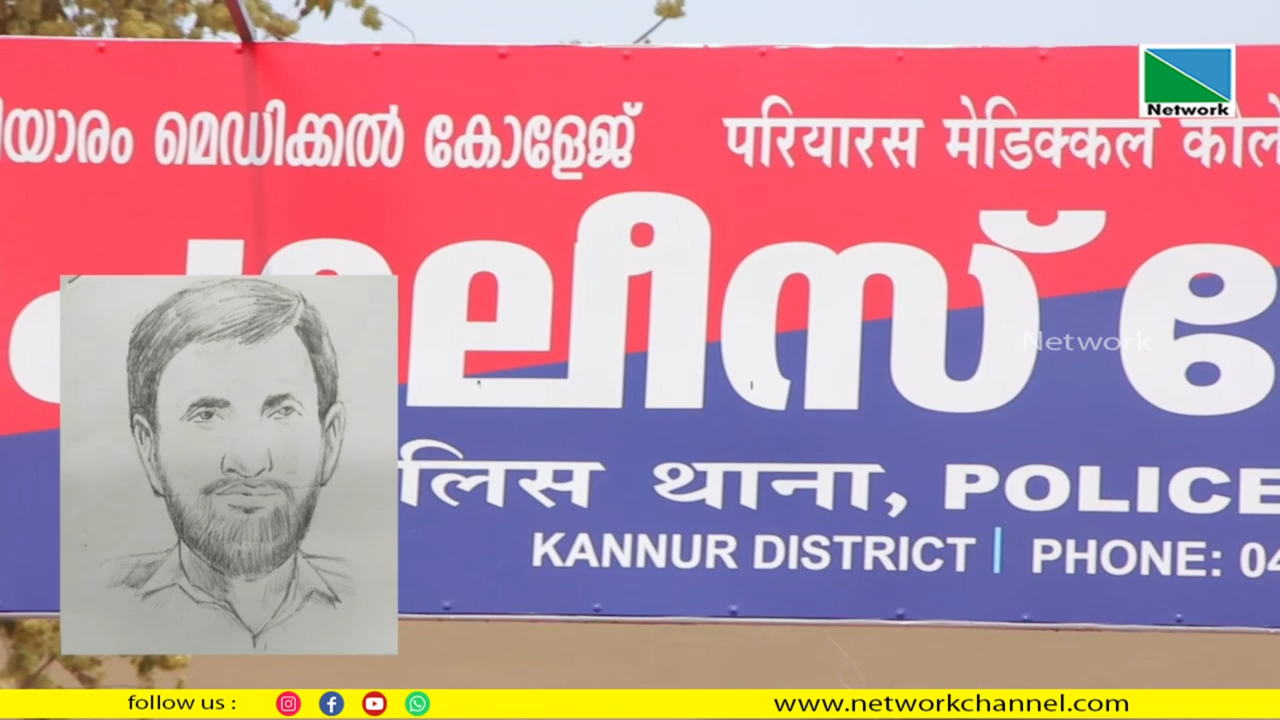 Network
മെഡിക്കൽ കോളേജ് परियारस मेडिक्कल
Network
थाना, POLICE
KANNUR DISTRICT | PHONE: 04
follow us :
www.networkchannel.com